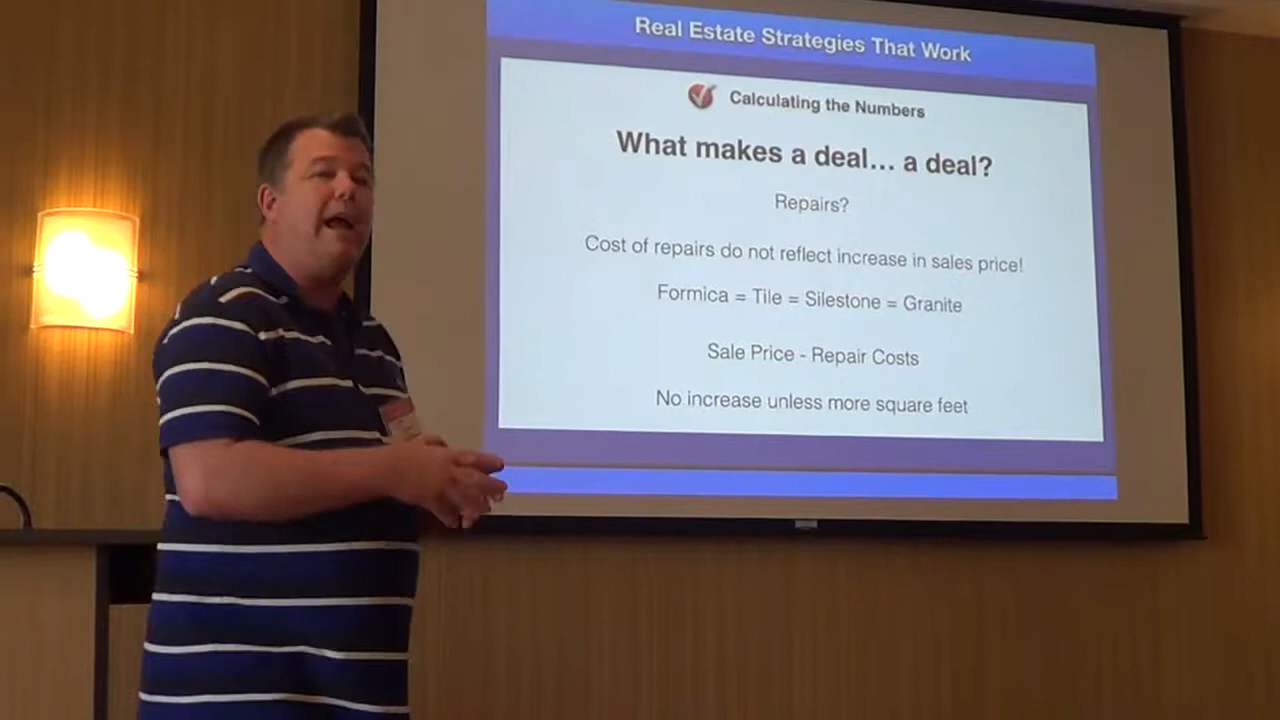 Real Estate Strategies That Work
Calculating the Numbers
What makes a deal... a deal?
Repairs?
Cost of repairs do not reflect increase in sales price!
Formica = Tile = Silestone = Granite
Sale Price - Repair Costs
No increase unless more square feet